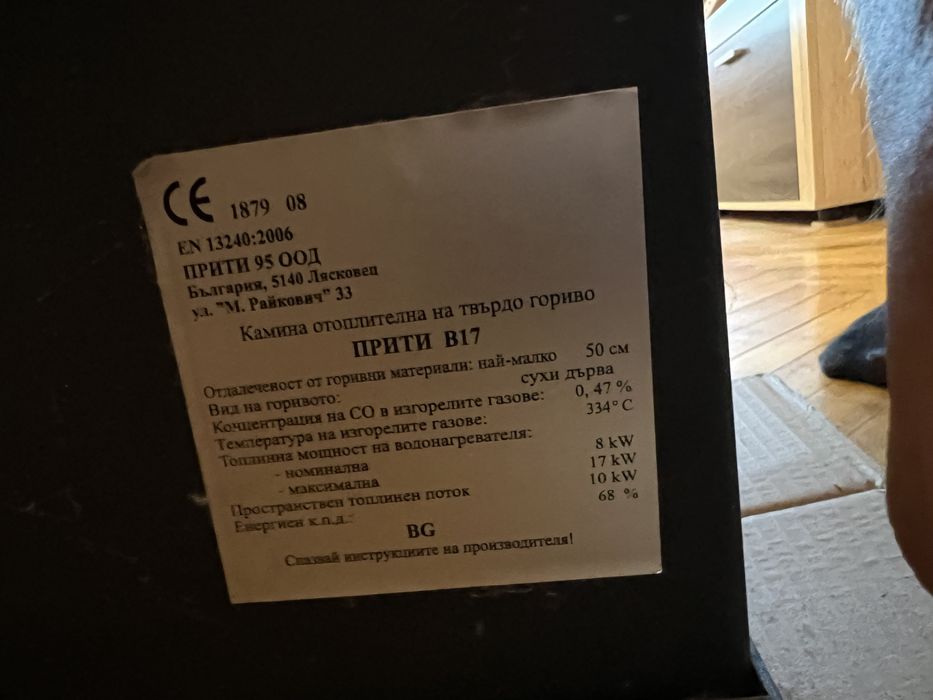 CE 1879 08
EN 13240:2006
ПРИТИ 95 ООД
България, 5140 Лясковец
ул. "М. Райкович" 33
Камина отоплителна на твърдо гориво
ПРИТИ В17
Отдалечевост от горивни материали: най-малко 50 см
Вид на горивото: сухи дърва
Концентрация на СО в изгорелите газове: 0, 47 %
Температура на изгорелите газове: 334° С
Топлинна мощност на водонагревателя:
- номинална 8 kW
- максимална 17 kW
Пространствен топлинен поток 10 kW
Енергиен к.п.д.: 68 %
BG
Спазвай инструкциите на производителя!